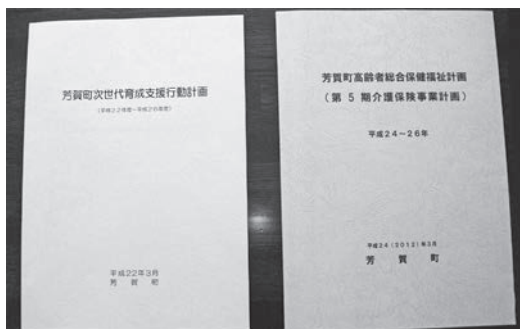 芳賀町次世代育成支援行動計画
(平成22年度~平成26年度)
平成22年3月
芳賀町
芳賀町高齢者総合保健福祉計画
(第5期介護保険事業計画)
平成24~26年
平成24(2012)年3月
芳賀町